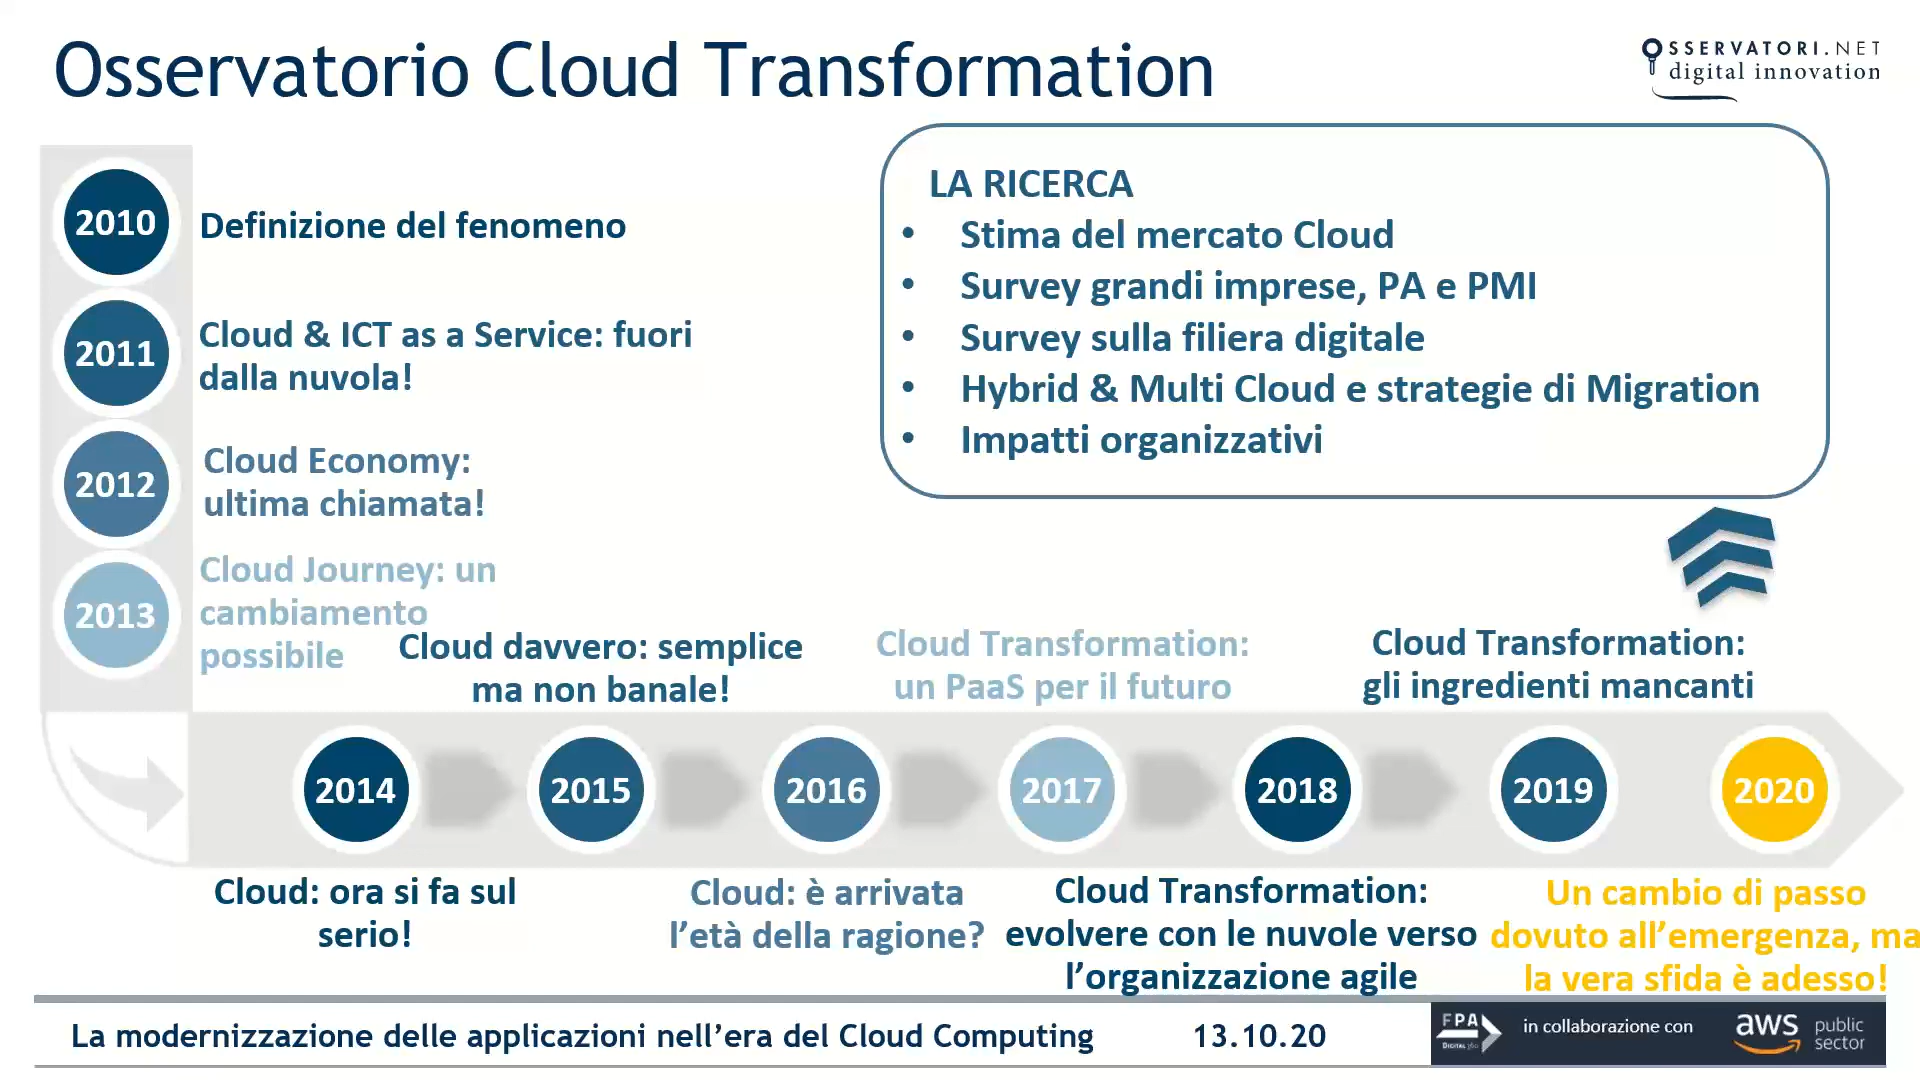 Osservatorio Cloud Transformation
OSSERVATORI.NET
digital innovation
2010
Definizione del fenomeno
2011
Cloud & ICT as a Service: fuori
dalla nuvola!
2012
Cloud Economy:
ultima chiamata!
2013
Cloud Journey: un
cambiamento
possibile
LA RICERCA
• Stima del mercato Cloud
• Survey grandi imprese, PA e PMI
• Survey sulla filiera digitale
• Hybrid & Multi Cloud e strategie di Migration
• Impatti organizzativi
Cloud davvero: semplice
ma non banale!
Cloud Transformation:
un PaaS per il futuro
Cloud Transformation:
gli ingredienti mancanti
2014
2015
2016
2017
2018
2019
2020
Cloud: ora si fa sul
serio!
Cloud: è arrivata
l’età della ragione?
Cloud Transformation:
evolvere con le nuvole verso
l’organizzazione agile
Un cambio di passo
dovuto all’emergenza, ma
la vera sfida è adesso!
La modernizzazione delle applicazioni nell’era del Cloud Computing
13.10.20
FPA
DIGITAL 360
in collaborazione con
aws
public
sector